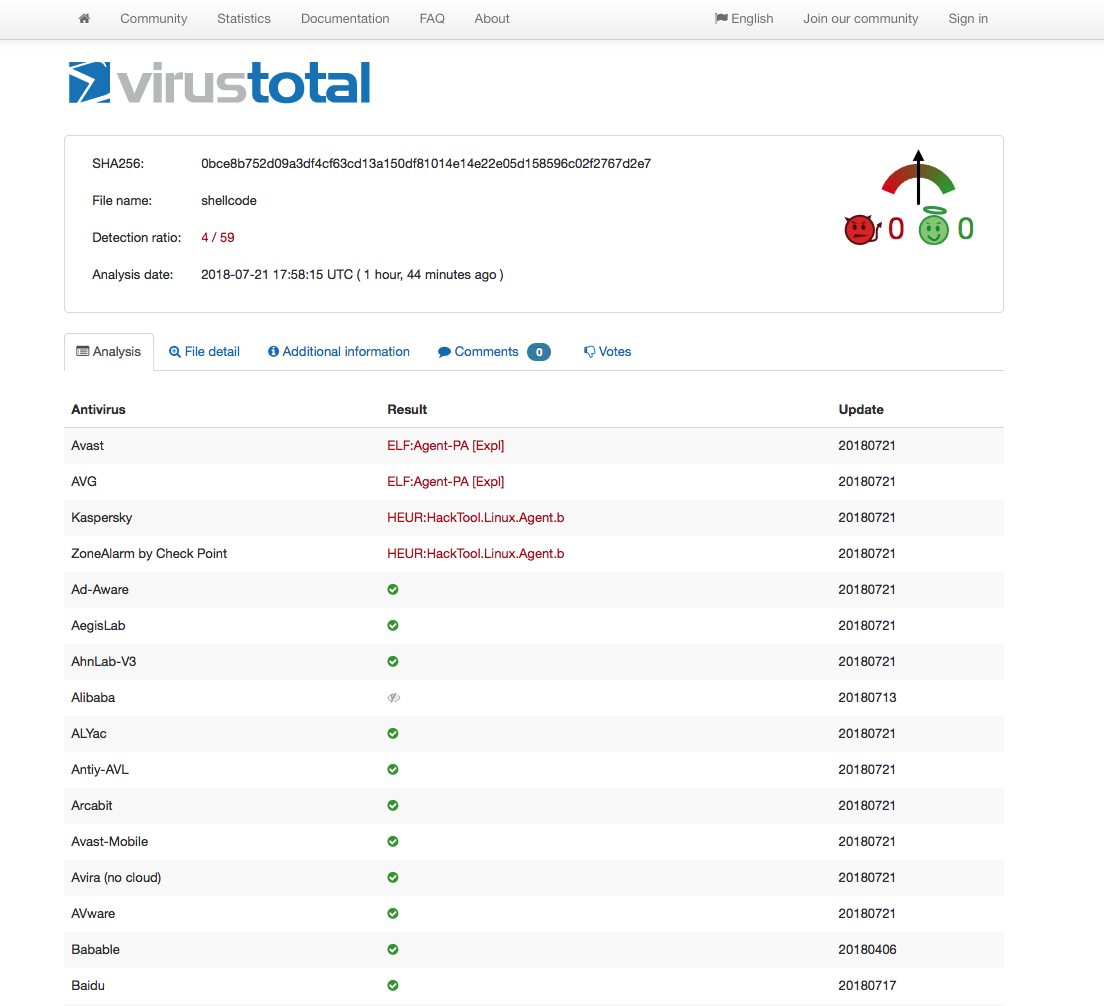 Community Statistics Documentation FAQ About English Join our community Sign in
virustotal
SHA256: 0bce8b752d09a3df4cf63cd13a150df81014e14e22e05d158596c02f2767d2e7
File name: shellcode
Detection ratio: 4 / 59
Analysis date: 2018-07-21 17:58:15 UTC ( 1 hour, 44 minutes ago )
0 0
Analysis File detail Additional information Comments 0 Votes
Antivirus Result Update
Avast ELF:Agent-PA [Expl] 20180721
AVG ELF:Agent-PA [Expl] 20180721
Kaspersky HEUR:HackTool.Linux.Agent.b 20180721
ZoneAlarm by Check Point HEUR:HackTool.Linux.Agent.b 20180721
Ad-Aware 20180721
AegisLab 20180721
AhnLab-V3 20180721
Alibaba 20180713
ALYac 20180721
Antiy-AVL 20180721
Arcabit 20180721
Avast-Mobile 20180721
Avira (no cloud) 20180721
AVware 20180721
Babable 20180406
Baidu 20180717